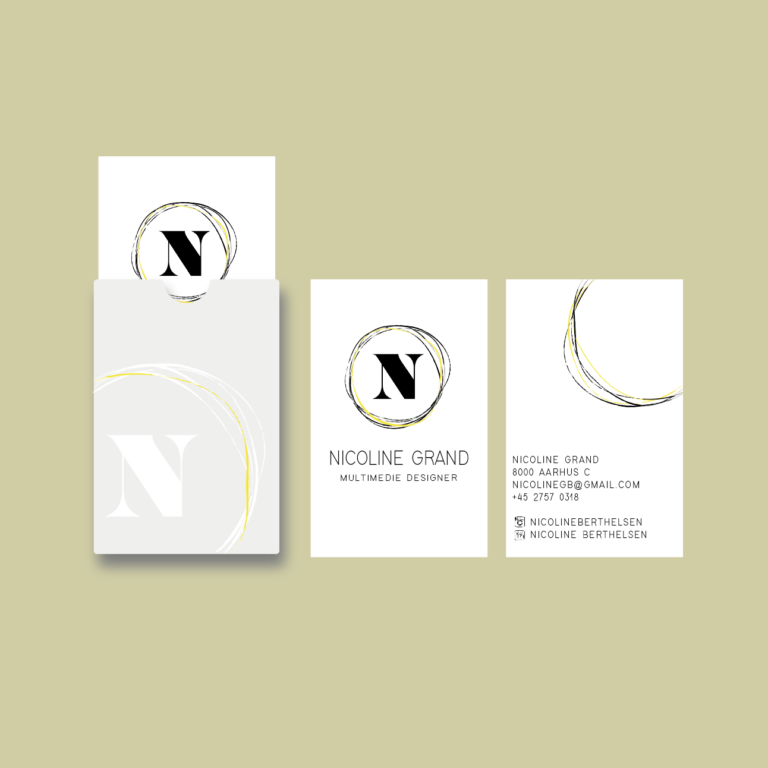 N
N
N
NICOLINE GRAND
MULTIMEDIE DESIGNER
NICOLINE GRAND
8000 AARHUS C
NICOLINEGB@GMAIL.COM
+45 2757 0318
NICOLINEBERTHELSEN
NICOLINE BERTHELSEN